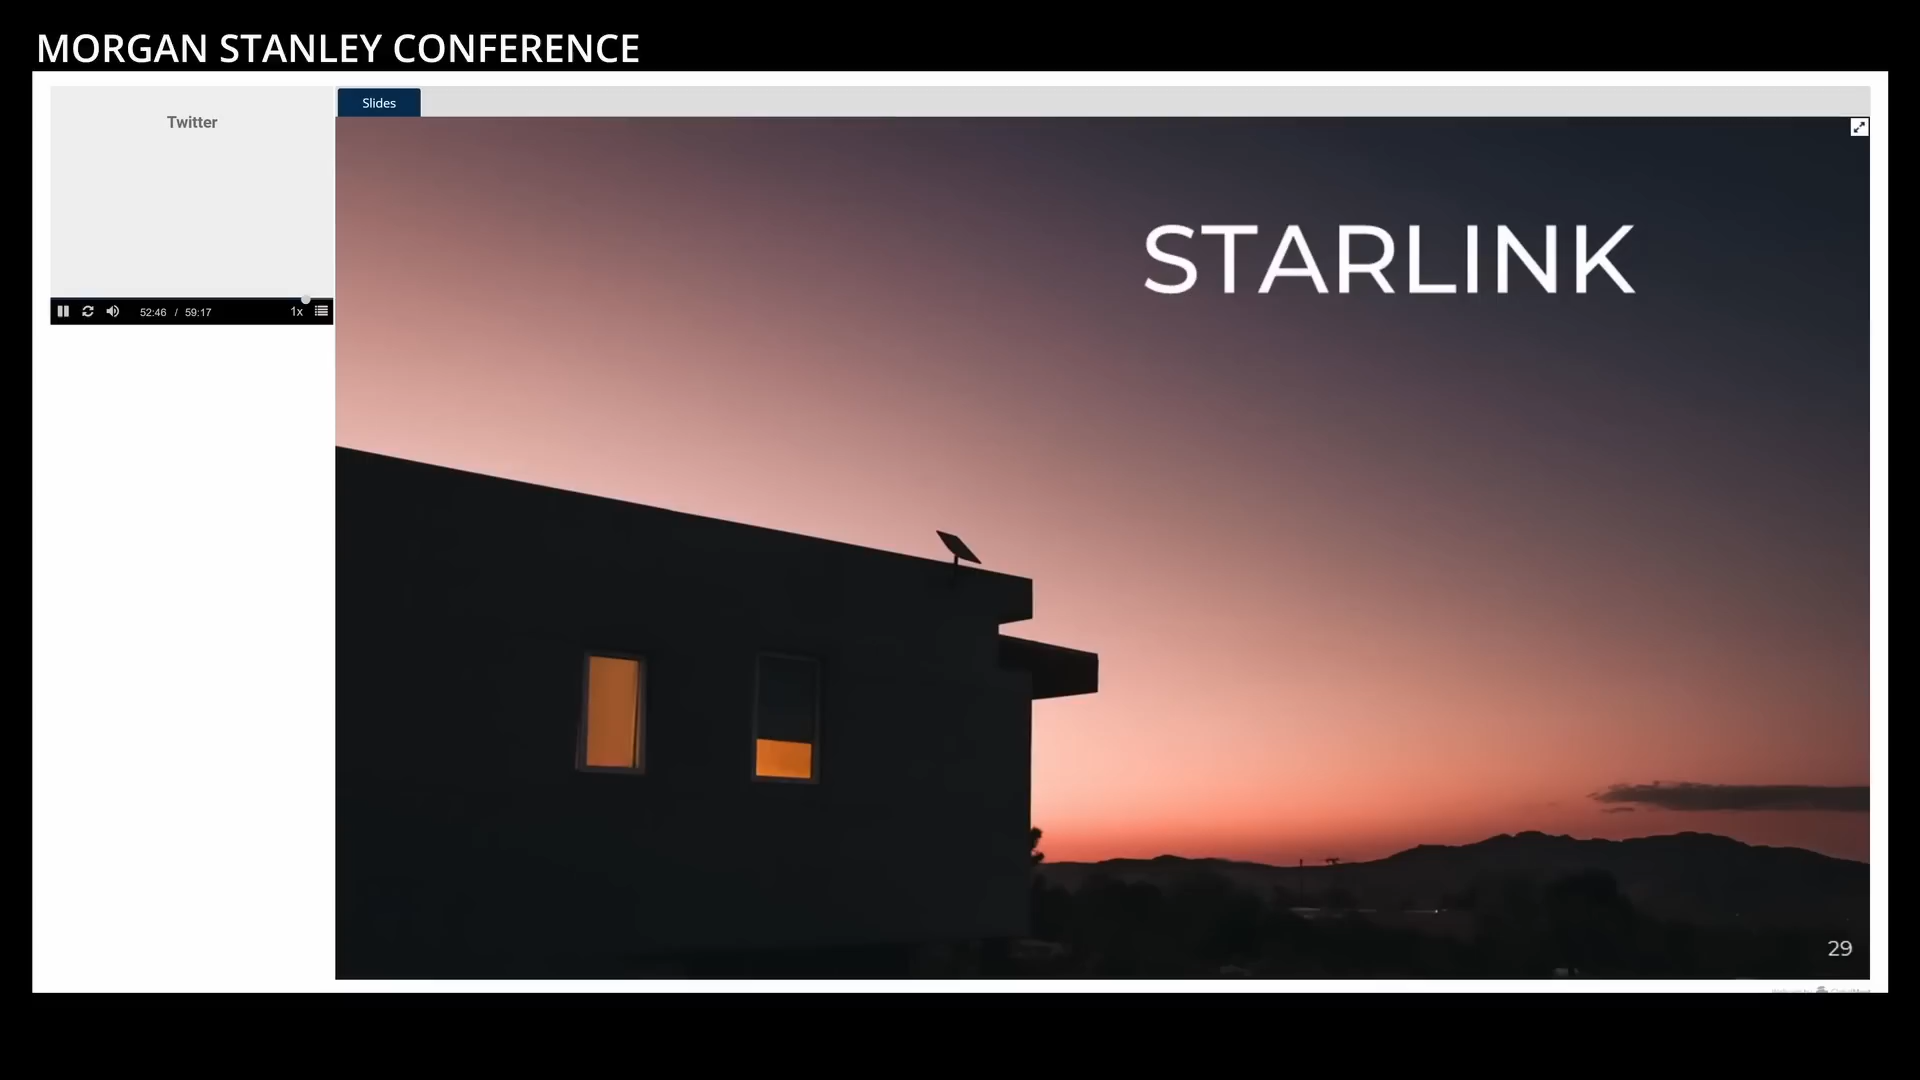 MORGAN STANLEY CONFERENCE
Twitter
Slides
STARLINK
52:46 / 59:17
1x
29